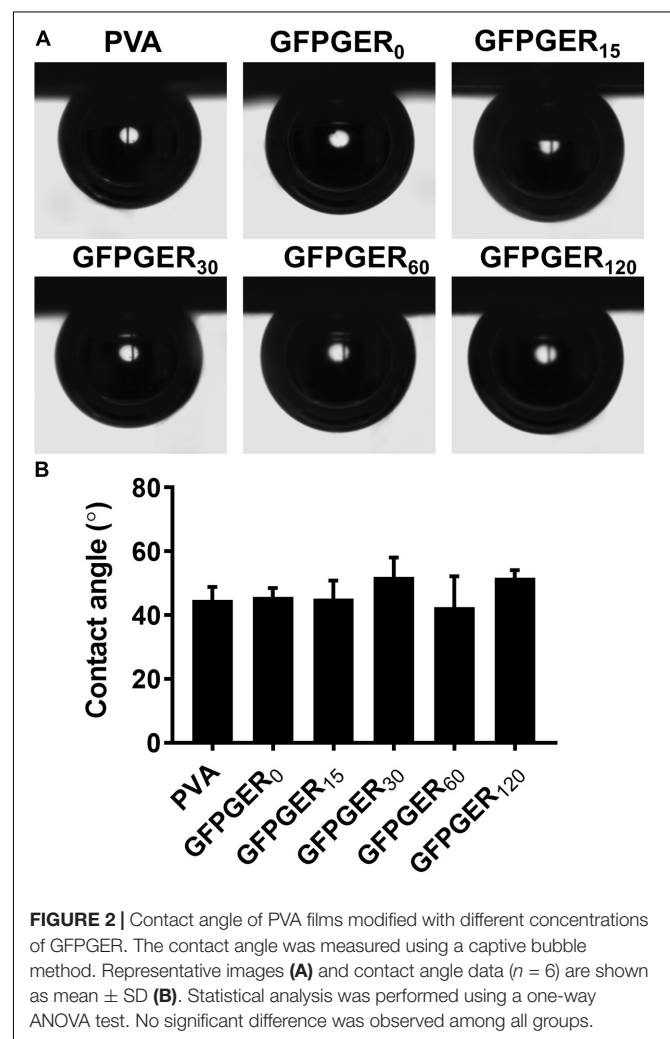 A
PVA GFPGER0 GFPGER15
GFPGER30 GFPGER60 GFPGER120
B
Contact angle (°)
80
60
40
20
0
PVA GFPGER0 GFPGER15 GFPGER30 GFPGER60 GFPGER120
FIGURE 2 | Contact angle of PVA films modified with different concentrations
of GFPGER. The contact angle was measured using a captive bubble
method. Representative images (A) and contact angle data (n = 6) are shown
as mean ± SD (B). Statistical analysis was performed using a one-way
ANOVA test. No significant difference was observed among all groups.